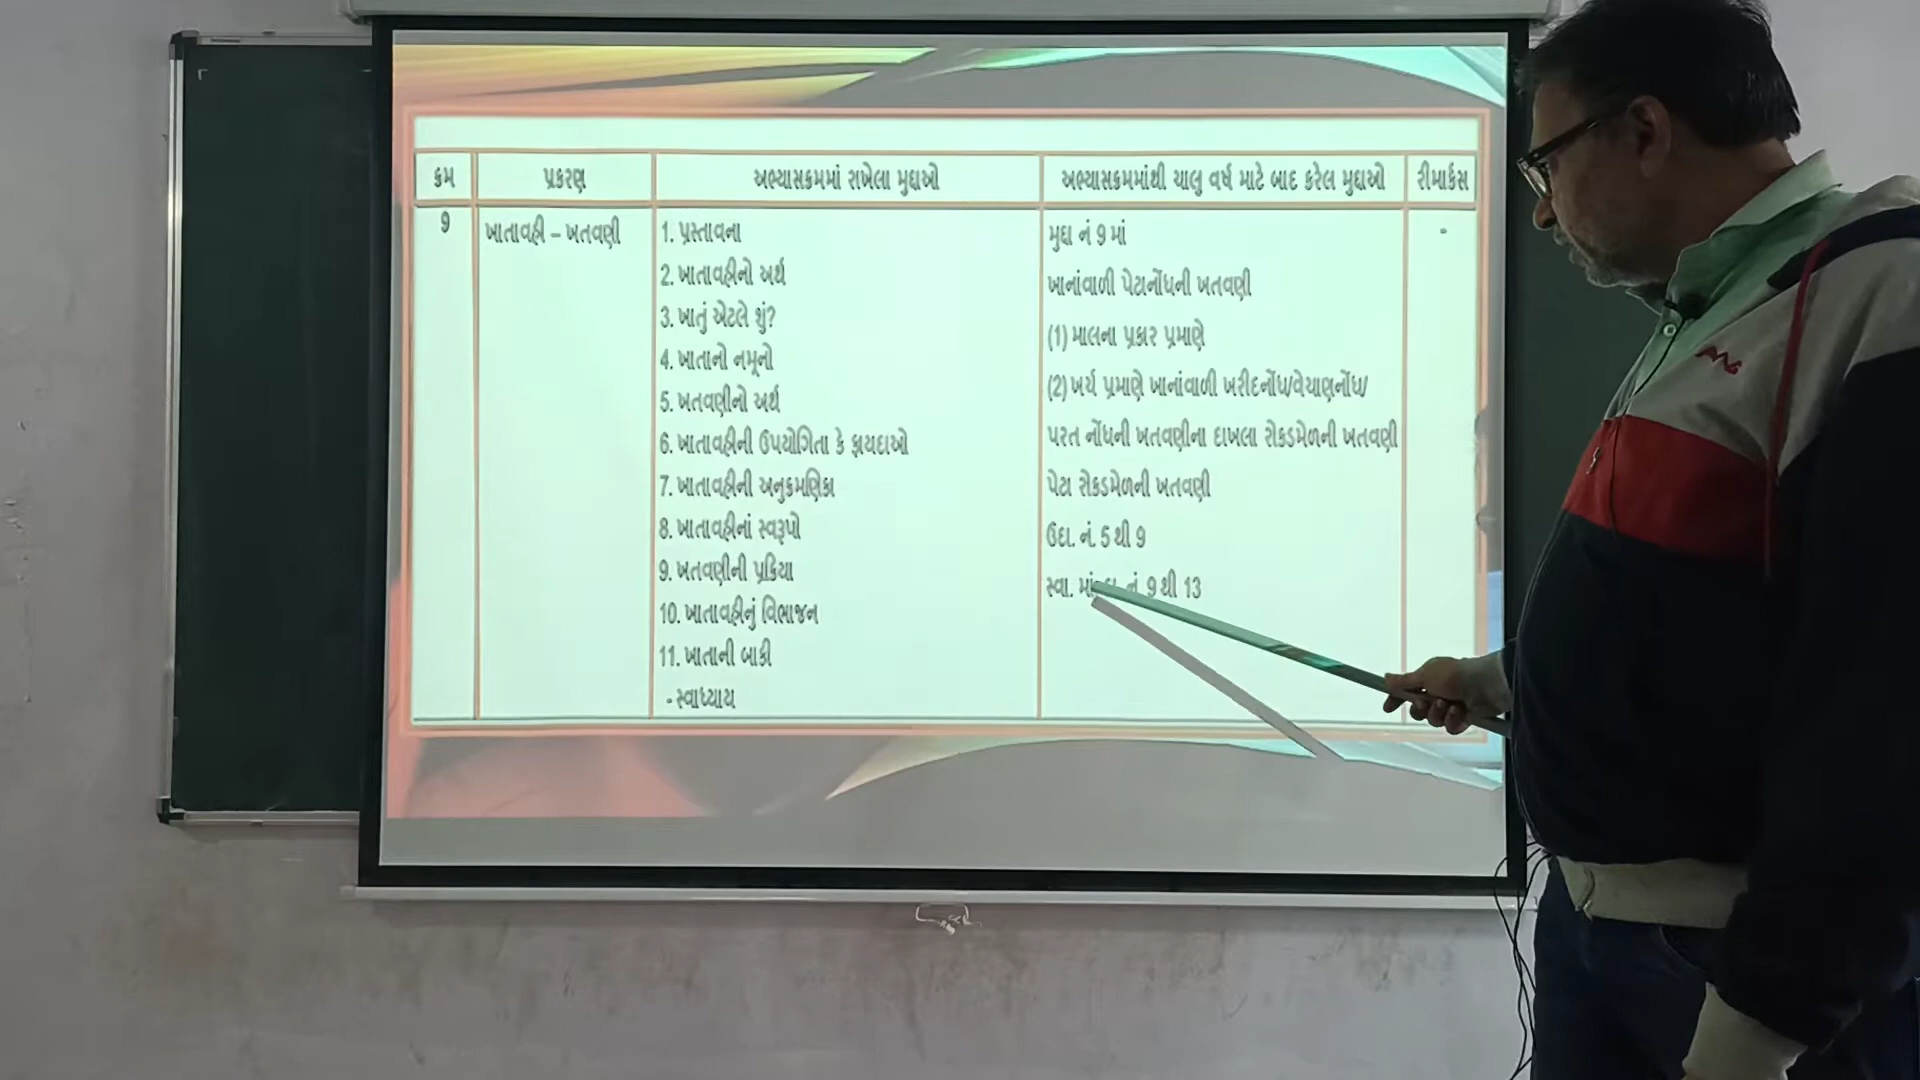 ક્રમ
પ્રકરણ
અભ્યાસક્રમમાં રાખેલા મુદ્દાઓ
અભ્યાસક્રમમાંથી ચાલુ વર્ષ માટે બાદ કરેલ મુદ્દાઓ
રીમાર્કસ
9
ખાતાવહી – ખતવણી
1. પ્રસ્તાવના
2. ખાતાવહીનો અર્થ
3. ખાતું એટલે શું?
4. ખાતાનો નમૂનો
5. ખતવણીનો અર્થ
6. ખાતાવહીની ઉપયોગિતા કે ફાયદાઓ
7. ખાતાવહીની અનુક્રમણિકા
8. ખાતાવહીનાં સ્વરૂપો
9. ખતવણીની પ્રક્રિયા
10. ખાતાવહીનું વિભાજન
11. ખાતાની બાકી
- સ્વાધ્યાય
મુદ્દા નં 9 માં
ખાનાંવાળી પેટાનોંધની ખતવણી
(1) માલના પ્રકાર પ્રમાણે
(2) ખર્ચ પ્રમાણે ખાનાંવાળી ખરીદનોંધ/વેચાણનોંધ/
પરત નોંધની ખતવણીના દાખલા રોકડમેળની ખતવણી
પેટા રોકડમેળની ખતવણી
ઉદા. નં. 5 થી 9
સ્વા. નં 9 થી 13
-